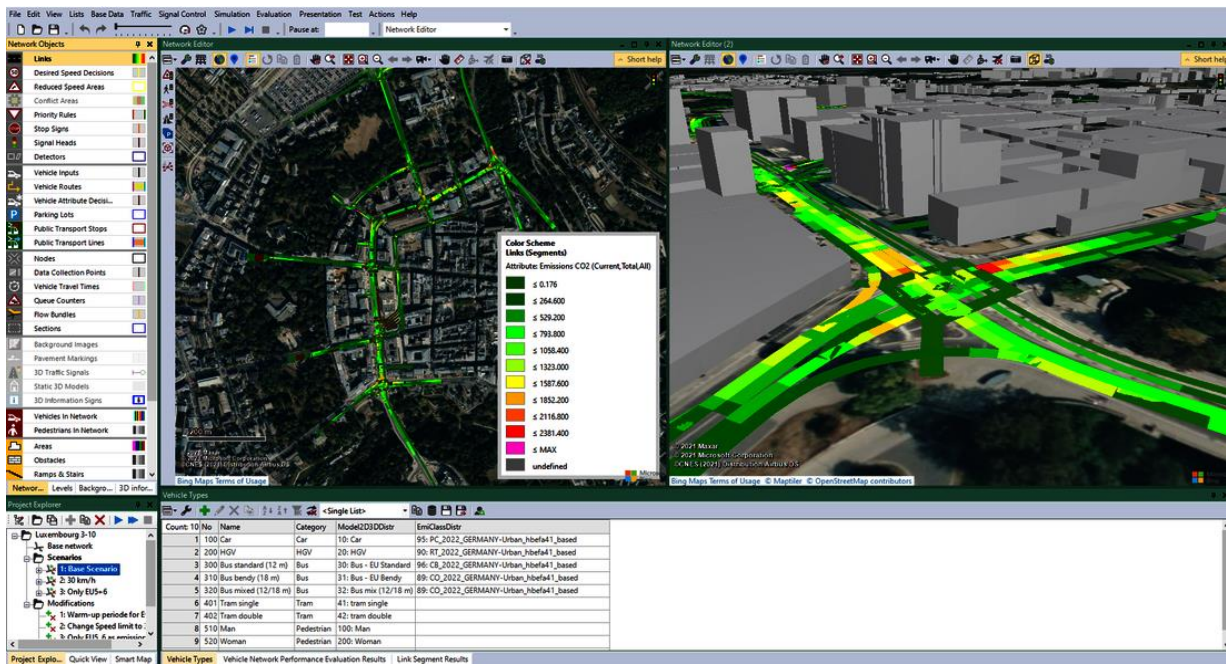 File Edit View Lists Base Data Traffic Signal Control Simulation Evaluation Presentation Test Actions Help
Pause at: Network Editor
Network Objects
Links
Desired Speed Decisions
Reduced Speed Areas
Conflict Areas
Priority Rules
Stop Signs
Signal Heads
Detectors
Vehicle Inputs
Vehicle Routes
Vehicle Attribute Decisi...
Parking Lots
Public Transport Stops
Public Transport Lines
Nodes
Data Collection Points
Vehicle Travel Times
Queue Counters
Flow Bundles
Sections
Background Images
Pavement Markings
3D Traffic Signals
Static 3D Models
3D Information Signs
Vehicles In Network
Pedestrians In Network
Areas
Obstacles
Ramps & Stairs
Networ... Levels Backgro... 3D infor...
Network Editor
Short help
200 m
Color Scheme
Links (Segments)
Attribute: Emissions CO2 (Current,Total,All)
≤ 0.176
≤ 264.600
≤ 529.200
≤ 793.800
≤ 1058.400
≤ 1323.000
≤ 1587.600
≤ 1852.200
≤ 2116.800
≤ 2381.400
≤ MAX
undefined
Bing Maps Terms of Usage
Network Editor (2)
Short help
© 2021 Maxar
© 2021 Microsoft Corporation
©CNES (2021) Distribution Airbus DS
Bing Maps Terms of Usage © Maptiler © OpenStreetMap contributors
Project Explorer
Luxembourg 3-10
Base network
Scenarios
1: Base Scenario
2: 30 km/h
3: Only EU5+6
Modifications
1: Warm-up periode for E
2: Change Speed limit to
3: Only EU5_6 as emission
Project Explo... Quick View Smart Map
Vehicle Types
<Single List>
Count: 10 No Name Category Model2D3DDistr EmiClassDistr
1 100 Car Car 10: Car 95: PC_2022_GERMANY-Urban_hbefa41_based
2 200 HGV HGV 20: HGV 90: RT_2022_GERMANY-Urban_hbefa41_based
3 300 Bus standard (12 m) Bus 30: Bus - EU Standard 96: CB_2022_GERMANY-Urban_hbefa41_based
4 310 Bus bendy (18 m) Bus 31: Bus - EU Bendy 89: CO_2022_GERMANY-Urban_hbefa41_based
5 320 Bus mixed (12/18 m) Bus 32: Bus mix (12/18 m) 89: CO_2022_GERMANY-Urban_hbefa41_based
6 401 Tram single Tram 41: tram single
7 402 Tram double Tram 42: tram double
8 510 Man Pedestrian 100: Man
9 520 Woman Pedestrian 200: Woman
Vehicle Types Vehicle Network Performance Evaluation Results Link Segment Results